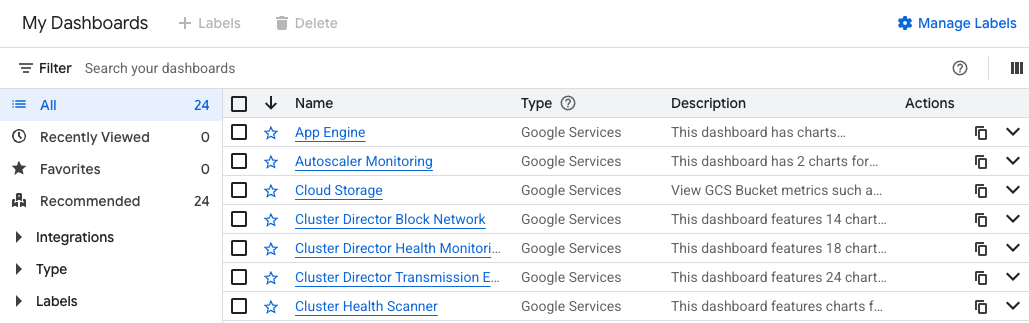 My Dashboards Labels Delete Manage Labels
Filter Search your dashboards
All 24
Recently Viewed 0
Favorites 0
Recommended 24
Integrations
Type
Labels
Name Type Description Actions
App Engine Google Services This dashboard has charts…
Autoscaler Monitoring Google Services This dashboard has 2 charts for…
Cloud Storage Google Services View GCS Bucket metrics such a…
Cluster Director Block Network Google Services This dashboard features 14 chart…
Cluster Director Health Monitori… Google Services This dashboard features 18 chart…
Cluster Director Transmission E… Google Services This dashboard features 24 chart…
Cluster Health Scanner Google Services This dashboard features charts f…